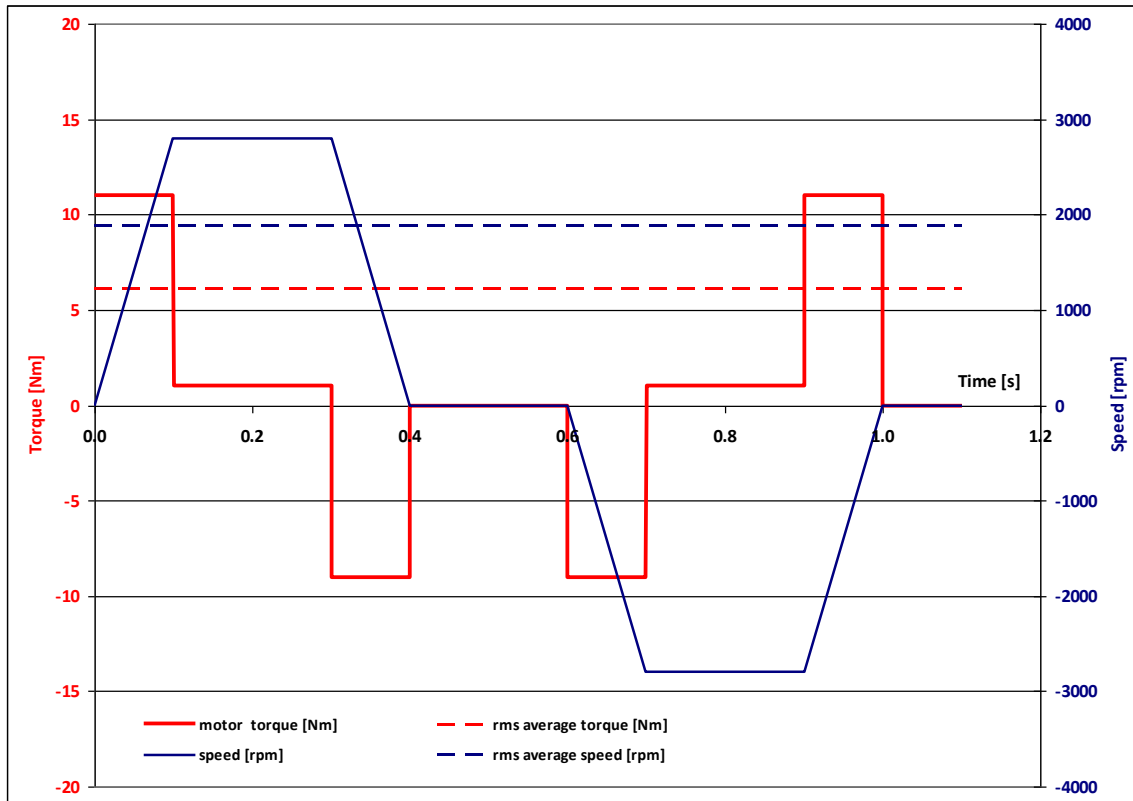 20 4000
15 3000
10 2000
5 1000
Time [s]
0 0
0.0 0.2 0.4 0.6 0.8 1.0 1.2
Torque [Nm]
Speed [rpm]
-5 -1000
-10 -2000
-15 -3000
motor torque [Nm] rms average torque [Nm]
speed [rpm] rms average speed [rpm]
-20 -4000